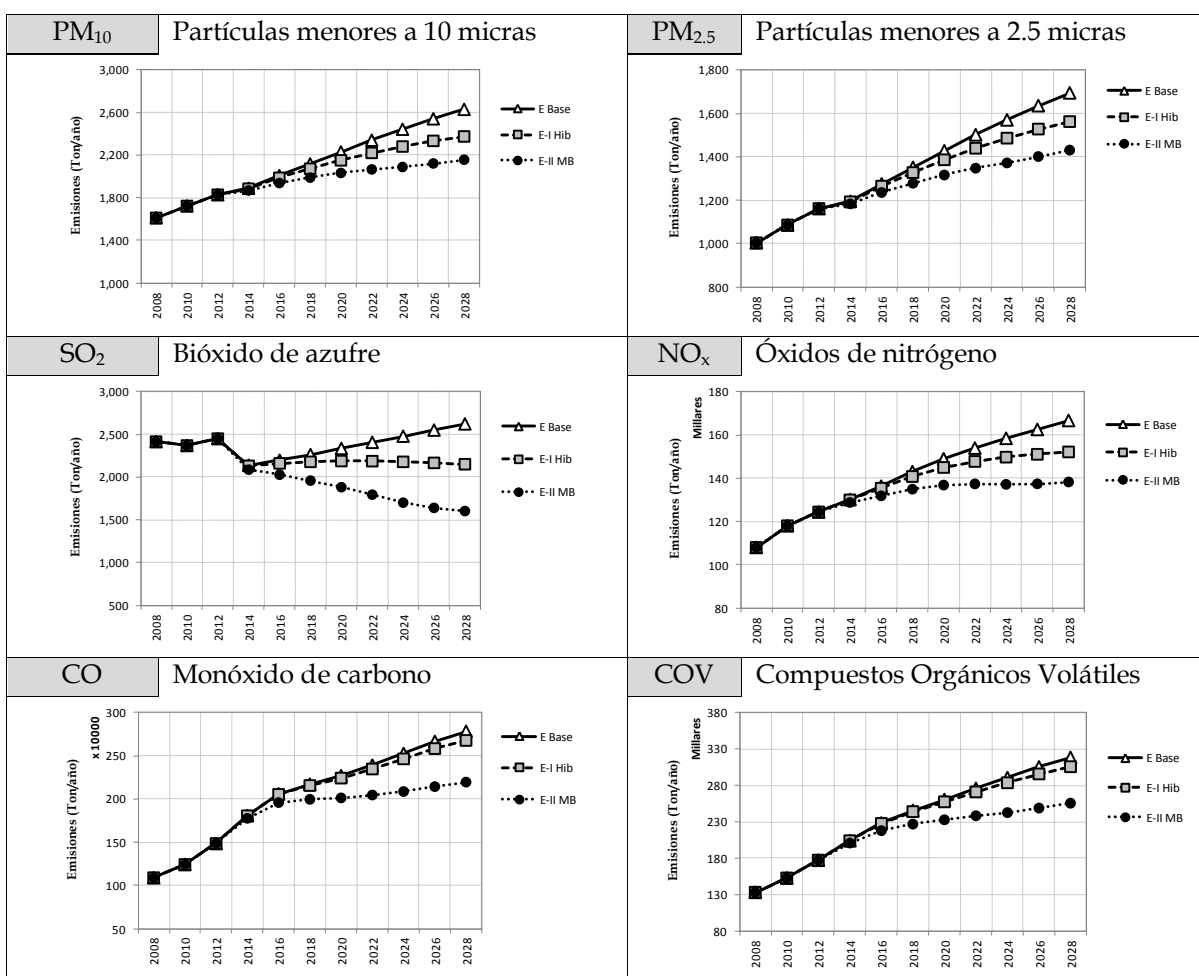 PM10 Partículas menores a 10 micras
3,000
2,600
2,200
1,800
1,400
1,000
Emisiones (Ton/año)
2008 2010 2012 2014 2016 2018 2020 2022 2024 2026 2028
E Base
E-I Hib
E-II MB
PM2.5 Partículas menores a 2.5 micras
1,800
1,600
1,400
1,200
1,000
800
Emisiones (Ton/año)
2008 2010 2012 2014 2016 2018 2020 2022 2024 2026 2028
E Base
E-I Hib
E-II MB
SO2 Bióxido de azufre
3,000
2,500
2,000
1,500
1,000
500
Emisiones (Ton/año)
2008 2010 2012 2014 2016 2018 2020 2022 2024 2026 2028
E Base
E-I Hib
E-II MB
NOx Óxidos de nitrógeno
180
160
140
120
100
80
Millares
Emisiones (Ton/año)
2008 2010 2012 2014 2016 2018 2020 2022 2024 2026 2028
E Base
E-I Hib
E-II MB
CO Monóxido de carbono
300
250
200
150
100
50
x 10000
Emisiones (Ton/año)
2008 2010 2012 2014 2016 2018 2020 2022 2024 2026 2028
E Base
E-I Hib
E-II MB
COV Compuestos Orgánicos Volátiles
380
330
280
230
180
130
80
Millares
Emisiones (Ton/año)
2008 2010 2012 2014 2016 2018 2020 2022 2024 2026 2028
E Base
E-I Hib
E-II MB